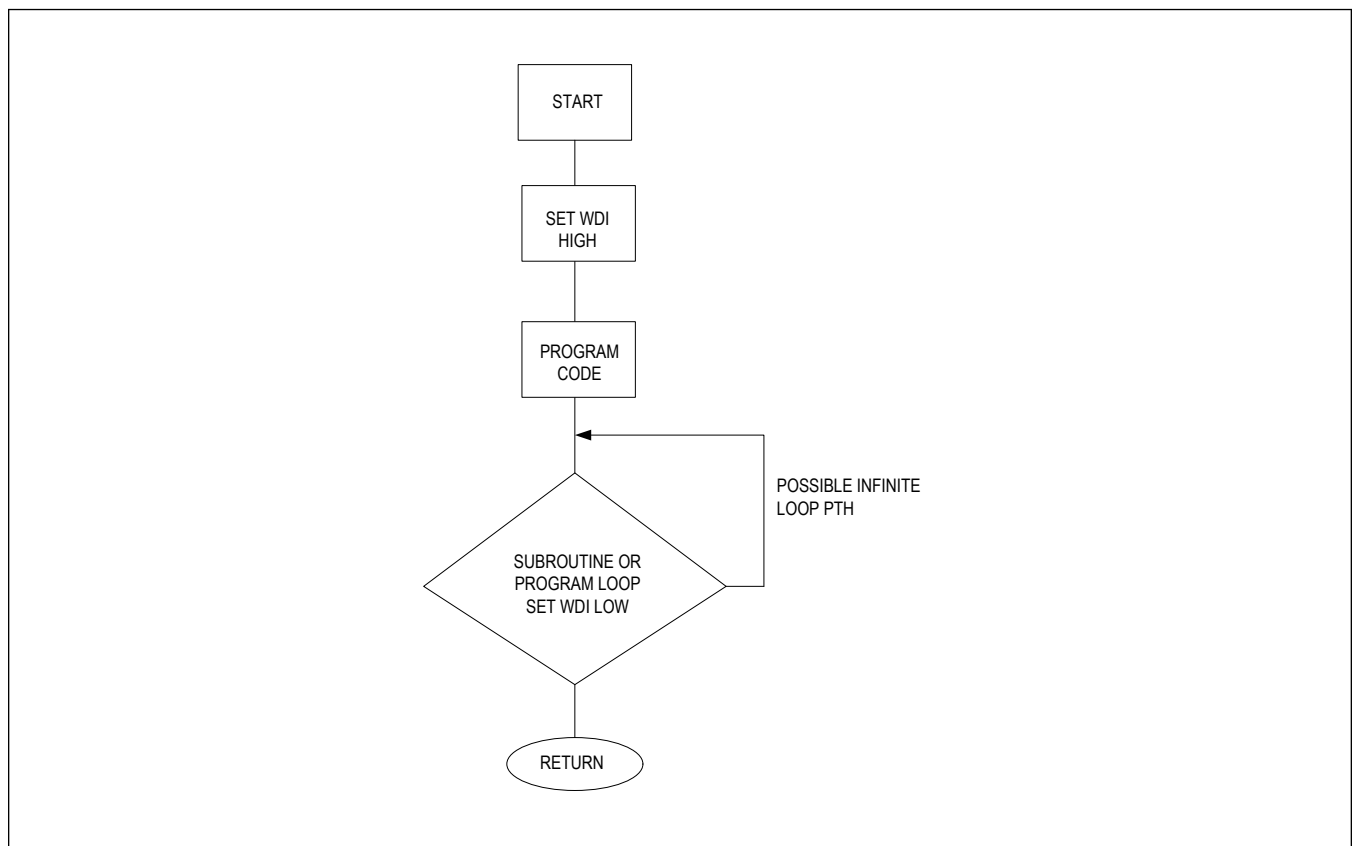 START
SET WDI
HIGH
PROGRAM
CODE
POSSIBLE INFINITE
LOOP PTH
SUBROUTINE OR
PROGRAM LOOP
SET WDI LOW
RETURN